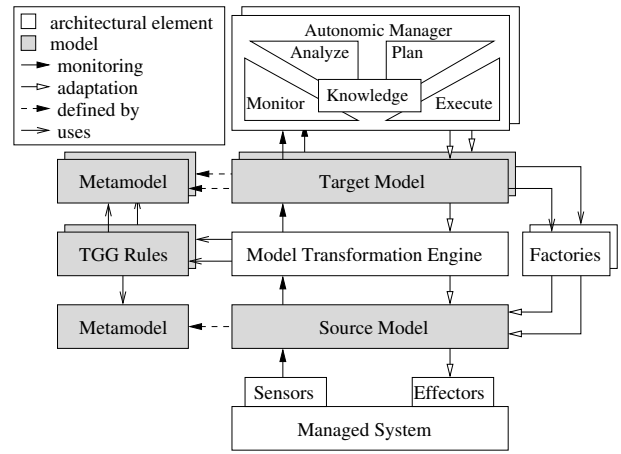 architectural element
model
monitoring
adaptation
defined by
uses
Autonomic Manager
Analyze
Plan
Monitor
Knowledge
Execute
Metamodel
Target Model
TGG Rules
Model Transformation Engine
Factories
Metamodel
Source Model
Sensors
Effectors
Managed System